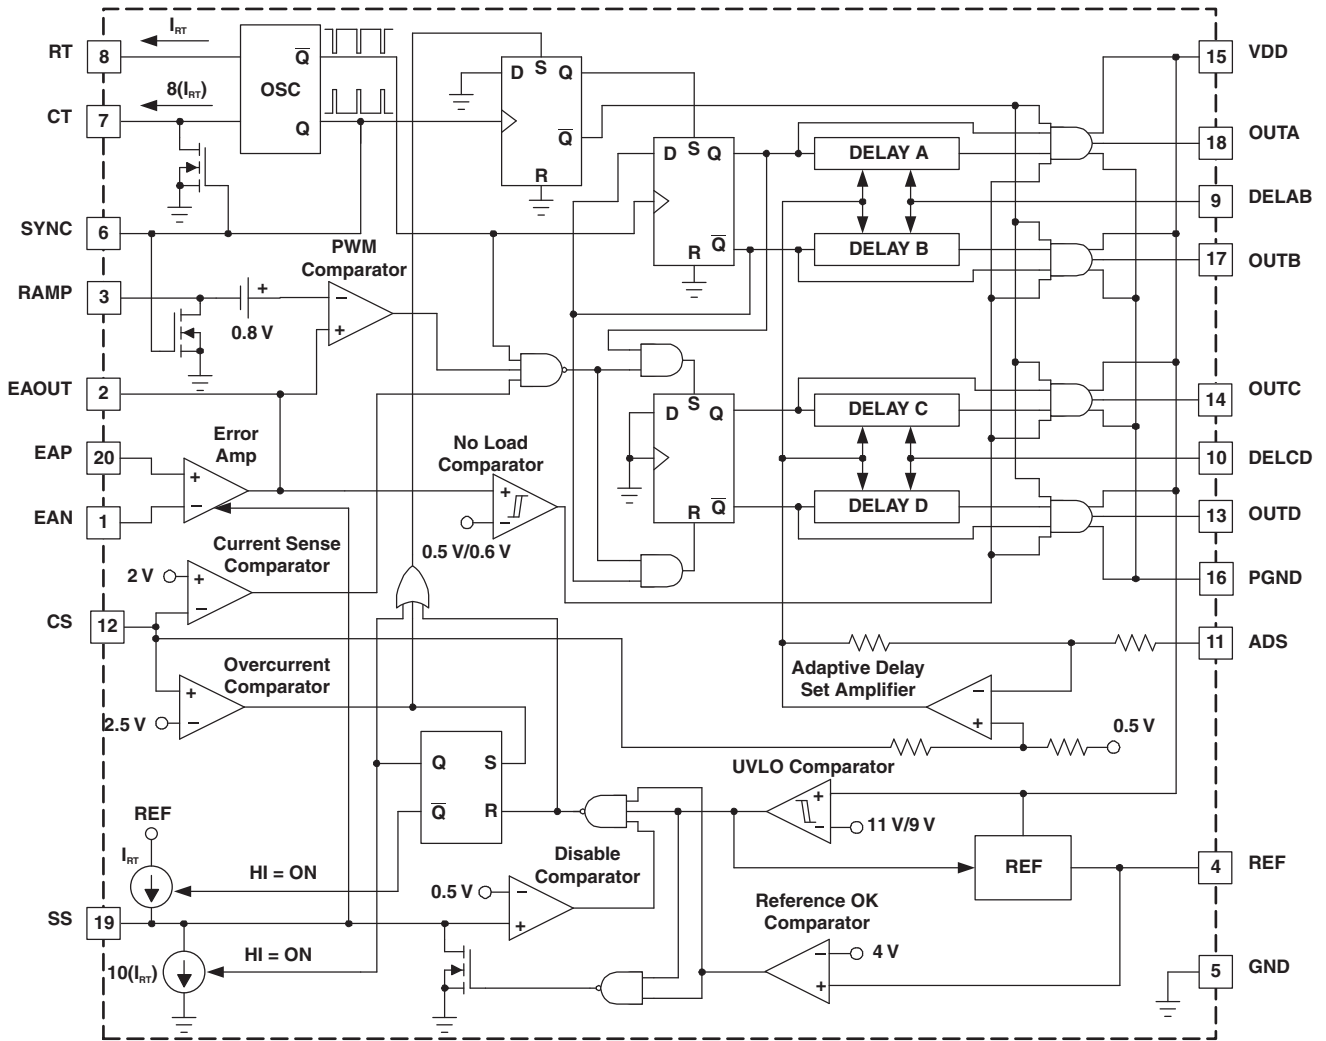 I_RT
RT
8
OSC
Q̅
Q
8(I_RT)
CT
7
SYNC
6
RAMP
3
0.8 V
+
PWM
Comparator
−
+
EAOUT
2
EAP
20
EAN
1
Error
Amp
+
−
No Load
Comparator
+
−
0.5 V/0.6 V
Current Sense
Comparator
2 V
+
−
CS
12
Overcurrent
Comparator
+
−
2.5 V
D
S
Q
Q̅
R
D
S
Q
Q̅
R
D
S
Q
Q̅
R
DELAY A
DELAY B
DELAY C
DELAY D
15
VDD
18
OUTA
9
DELAB
17
OUTB
14
OUTC
10
DELCD
13
OUTD
16
PGND
11
ADS
Adaptive Delay
Set Amplifier
−
+
0.5 V
UVLO Comparator
+
−
11 V/9 V
Q
S
Q̅
R
REF
I_RT
HI = ON
SS
19
HI = ON
10(I_RT)
Disable
Comparator
0.5 V
−
+
REF
4
REF
Reference OK
Comparator
−
+
4 V
5
GND